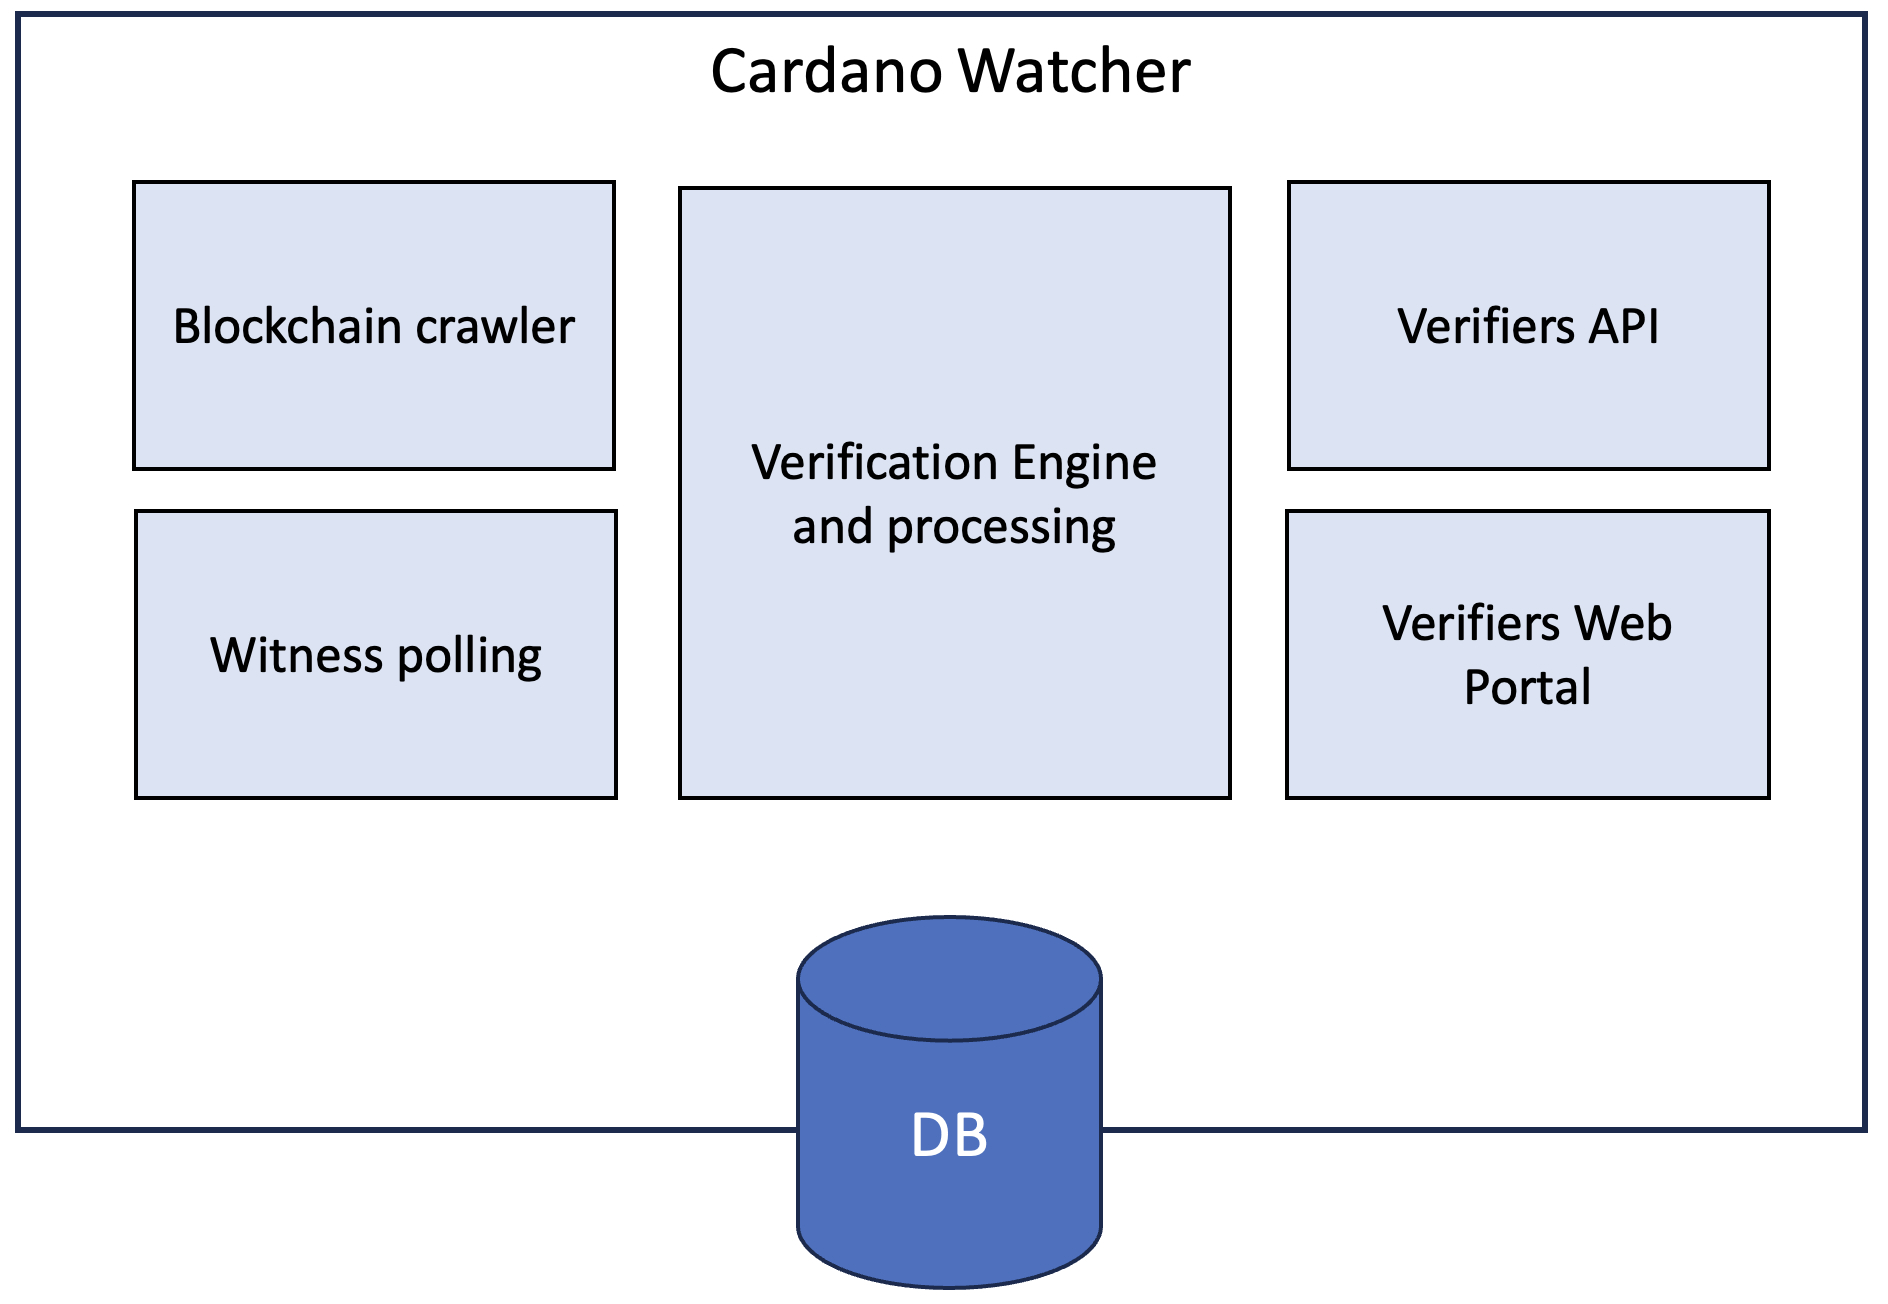 Cardano Watcher
Blockchain crawler
Witness polling
Verification Engine
and processing
Verifiers API
Verifiers Web
Portal
DB